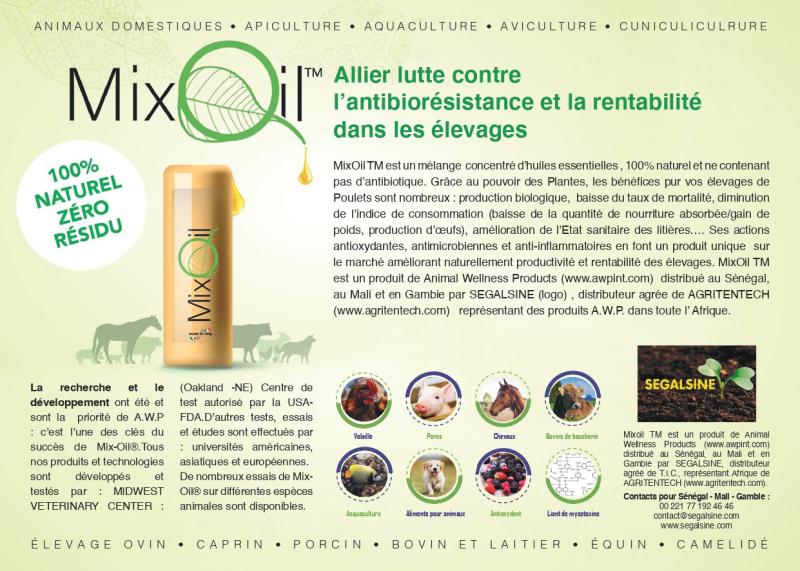 ANIMAUX DOMESTIQUES • APICULTURE • AQUACULTURE • AVICULTURE • CUNICULICULRURE
MixOil™
Allier lutte contre
l'antibiorésistance et la rentabilité
dans les élevages
100%
NATUREL
ZÉRO
RÉSIDU
MixOil
made in Italy
MixOil TM est un mélange concentré d'huiles essentielles , 100% naturel et ne contenant
pas d'antibiotique. Grâce au pouvoir des Plantes, les bénéfices pur vos élevages de
Poulets sont nombreux : production biologique, baisse du taux de mortalité, diminution
de l'indice de consommation (baisse de la quantité de nourriture absorbée/gain de
poids, production d'œufs), amélioration de l'Etat sanitaire des litières…. Ses actions
antioxydantes, antimicrobiennes et anti-inflammatoires en font un produit unique sur
le marché améliorant naturellement productivité et rentabilité des élevages. MixOil TM
est un produit de Animal Wellness Products (www.awpint.com) distribué au Sénégal,
au Mali et en Gambie par SEGALSINE (logo) , distributeur agrée de AGRITENTECH
(www.agritentech.com) représentant des produits A.W.P. dans toute l' Afrique.
La recherche et le
développement ont été et
sont la priorité de A.W.P
: c'est l'une des clés du
succès de Mix-Oil®.Tous
nos produits et technologies
sont développés et
testés par : MIDWEST
VETERINARY CENTER :
(Oakland -NE) Centre de
test autorisé par la USA-
FDA.D'autres tests, essais
et études sont effectués par
: universités américaines,
asiatiques et européennes.
De nombreux essais de Mix-
Oil® sur différentes espèces
animales sont disponibles.
Volaille
Porcs
Chevaux
Bovins de boucherie
Acquaculture
Aliments pour animaux
Antioxydant
Liant de mycotoxine
SEGALSINE
Mixoil TM est un produit de Animal
Wellness Products (www.awpint.com)
distribué au Sénégal, au Mali et en
Gambie par SEGALSINE, distributeur
agrée de T.I.C., représentant Afrique de
AGRITENTECH (www.agritentech.com).
Contacts pour Sénégal - Mali - Gambie :
00 221 77 192 46 46
contact@segalsine.com
www.segalsine.com
ÉLEVAGE OVIN • CAPRIN • PORCIN • BOVIN ET LAITIER • ÉQUIN • CAMELIDÉ